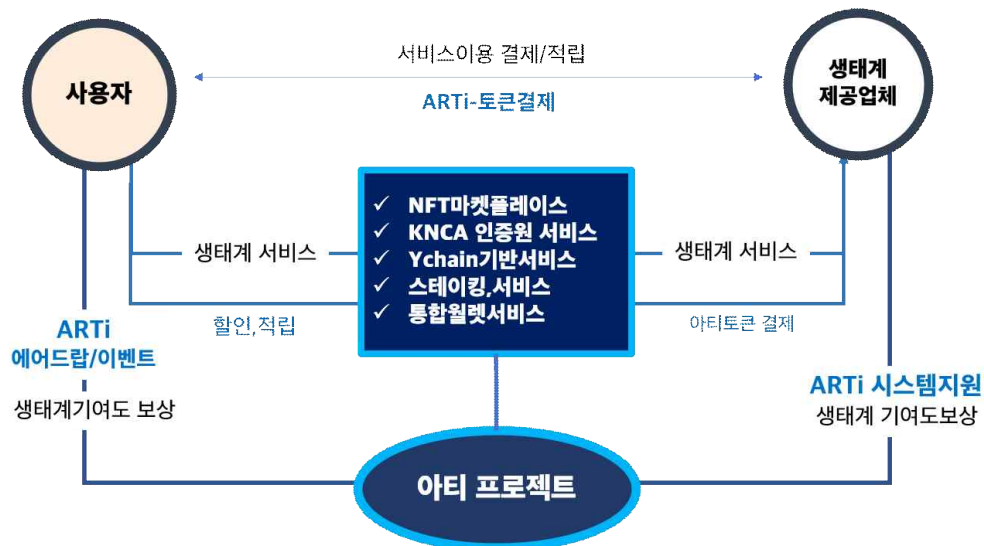 서비스이용 결제/적립
사용자
생태계
제공업체
ARTi-토큰결제
✓ NFT마켓플레이스
✓ KNCA 인증원 서비스
✓ Ychain기반서비스
✓ 스테이킹,서비스
✓ 통합월렛서비스
생태계 서비스
생태계 서비스
할인,적립
아티토큰 결제
ARTi
에어드랍/이벤트
생태계기여도 보상
ARTi 시스템지원
생태계 기여도보상
아티 프로젝트